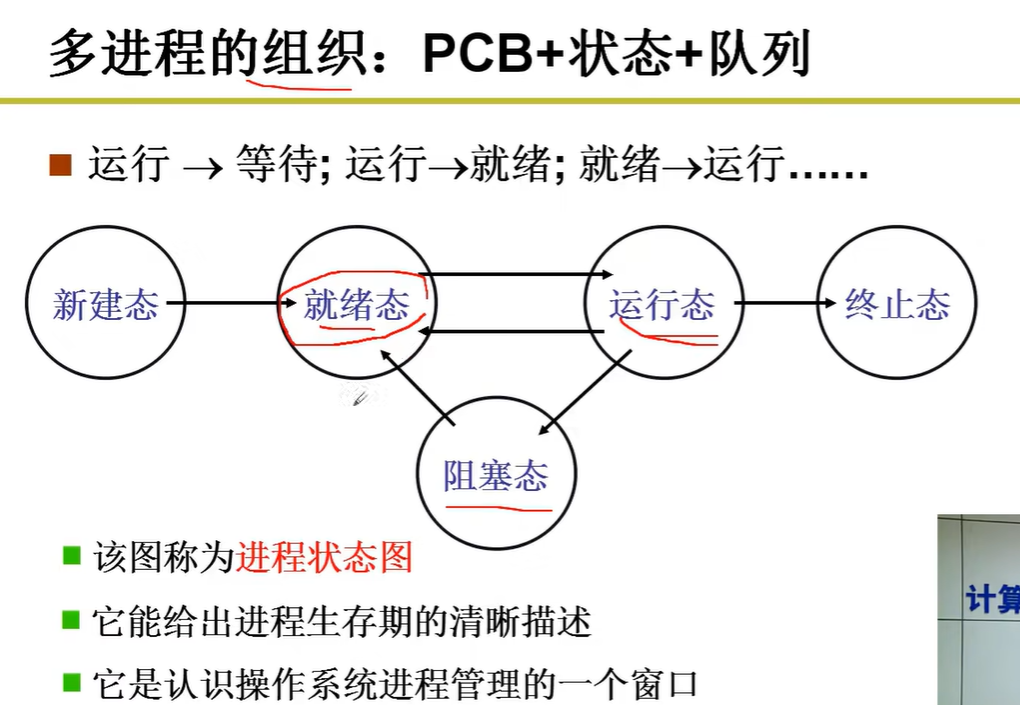 多进程的组织：PCB+状态+队列
运行 → 等待; 运行→就绪; 就绪→运行……
新建态
就绪态
运行态
终止态
阻塞态
该图称为进程状态图
它能给出进程生存期的清晰描述
它是认识操作系统进程管理的一个窗口
计算